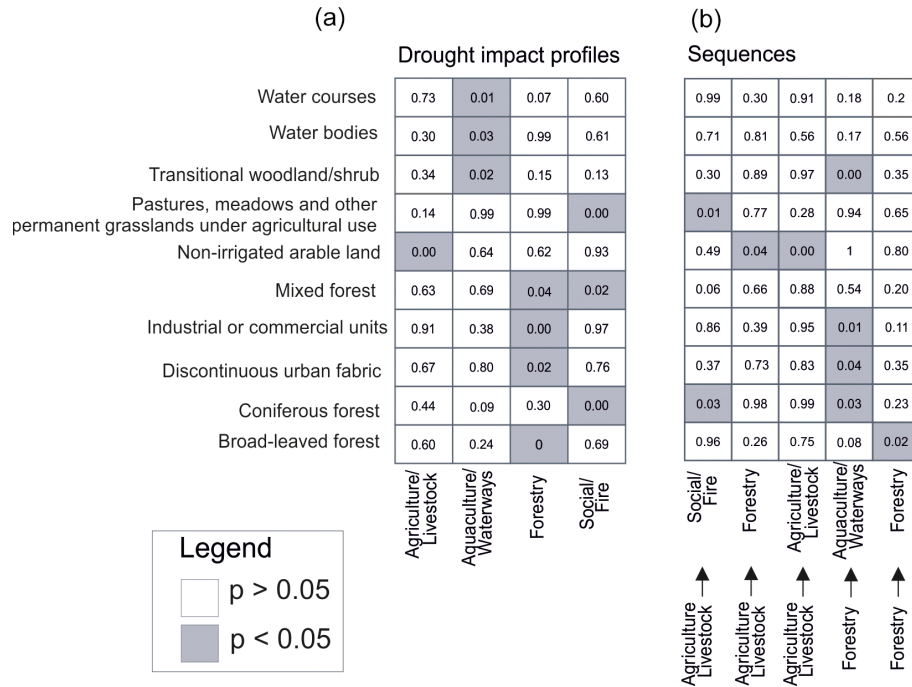 (a)
(b)
Drought impact profiles
Sequences
Water courses 0.73 0.01 0.07 0.60 0.99 0.30 0.91 0.18 0.2
Water bodies 0.30 0.03 0.99 0.61 0.71 0.81 0.56 0.17 0.56
Transitional woodland/shrub 0.34 0.02 0.15 0.13 0.30 0.89 0.97 0.00 0.35
Pastures, meadows and other
permanent grasslands under agricultural use 0.14 0.99 0.99 0.00 0.01 0.77 0.28 0.94 0.65
Non-irrigated arable land 0.00 0.64 0.62 0.93 0.49 0.04 0.00 1 0.80
Mixed forest 0.63 0.69 0.04 0.02 0.06 0.66 0.88 0.54 0.20
Industrial or commercial units 0.91 0.38 0.00 0.97 0.86 0.39 0.95 0.01 0.11
Discontinuous urban fabric 0.67 0.80 0.02 0.76 0.37 0.73 0.83 0.04 0.35
Coniferous forest 0.44 0.09 0.30 0.00 0.03 0.98 0.99 0.03 0.23
Broad-leaved forest 0.60 0.24 0 0.69 0.96 0.26 0.75 0.08 0.02
Agriculture/
Livestock
Aquaculture/
Waterways
Forestry
Social/
Fire
Social/
Fire
Forestry
Agriculture/
Livestock
Aquaculture/
Waterways
Forestry
Agriculture
Livestock
Agriculture
Livestock
Agriculture
Livestock
Forestry
Forestry
Legend
p > 0.05
p < 0.05